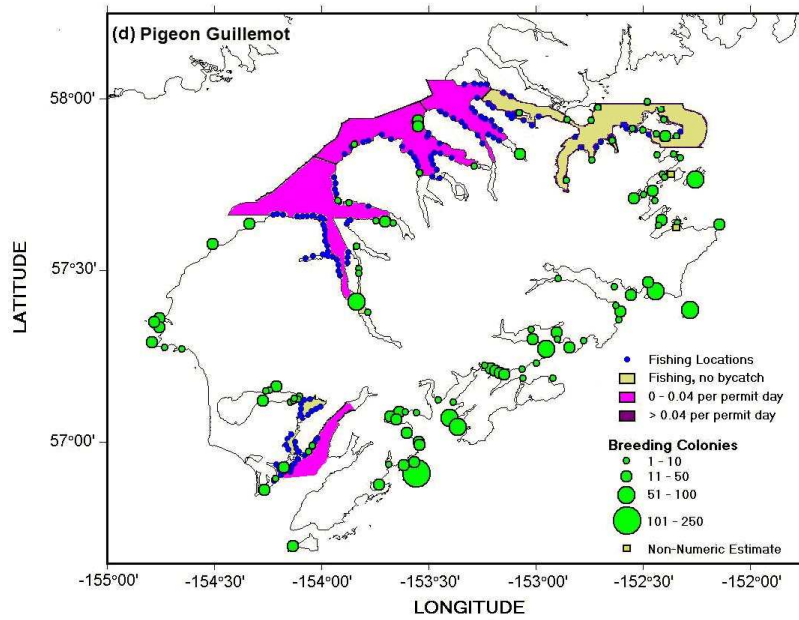 (d) Pigeon Guillemot
58°00'
57°30'
57°00'
LATITUDE
Fishing Locations
Fishing, no bycatch
0 - 0.04 per permit day
> 0.04 per permit day
Breeding Colonies
1 - 10
11 - 50
51 - 100
101 - 250
Non-Numeric Estimate
-155°00' -154°30' -154°00' -153°30' -153°00' -152°30' -152°00'
LONGITUDE